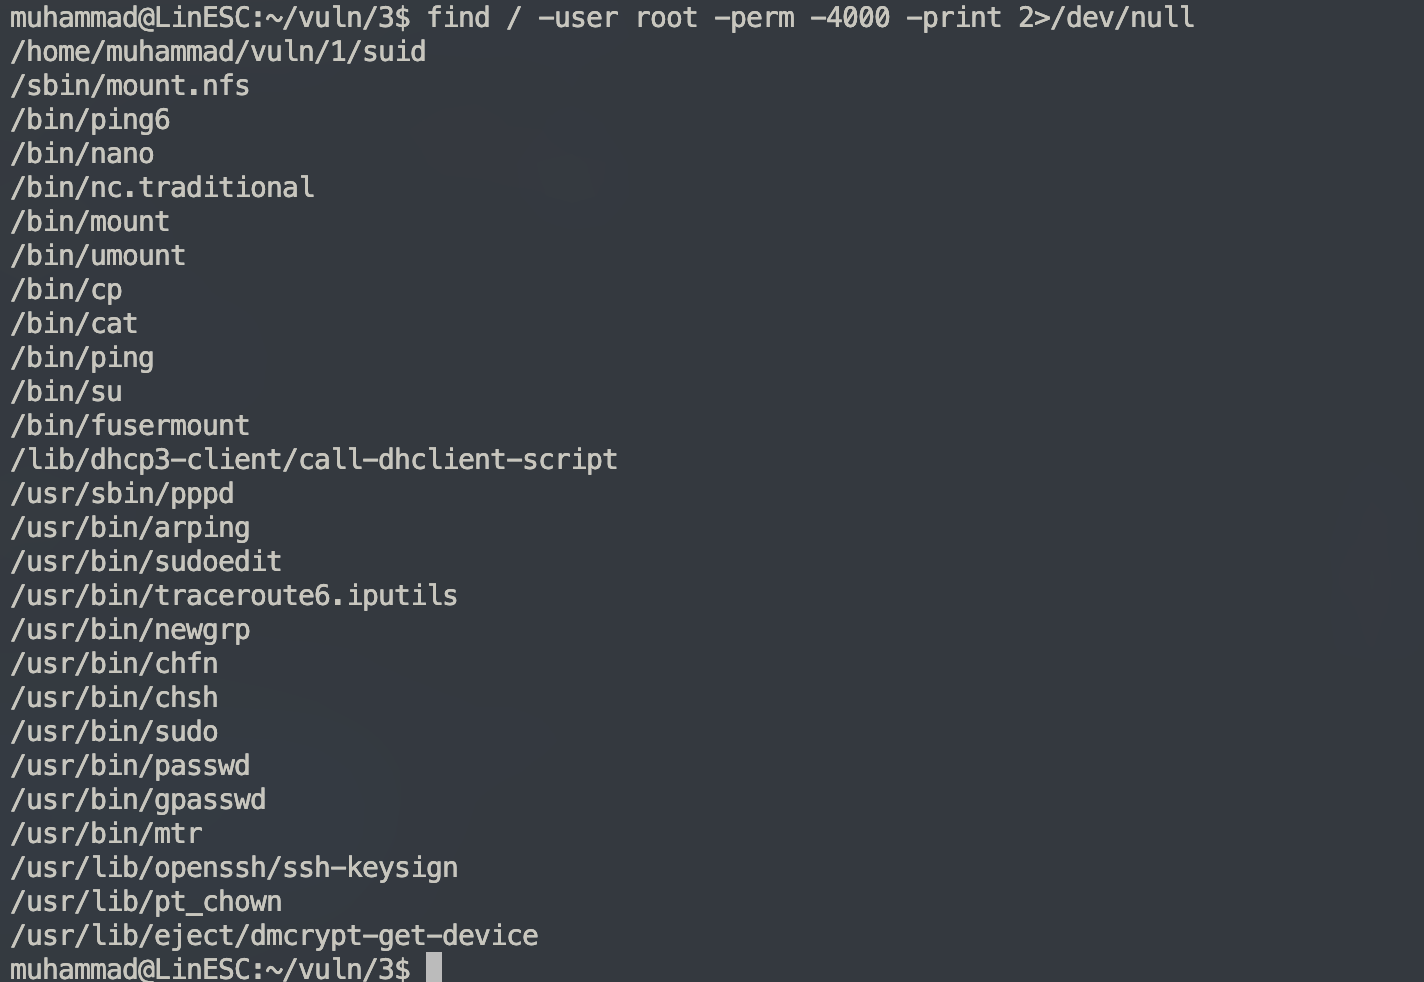 muhammad@LinESC:~/vuln/3$ find / -user root -perm -4000 -print 2>/dev/null
/home/muhammad/vuln/1/suid
/sbin/mount.nfs
/bin/ping6
/bin/nano
/bin/nc.traditional
/bin/mount
/bin/umount
/bin/cp
/bin/cat
/bin/ping
/bin/su
/bin/fusermount
/lib/dhcp3-client/call-dhclient-script
/usr/sbin/pppd
/usr/bin/arping
/usr/bin/sudoedit
/usr/bin/traceroute6.iputils
/usr/bin/newgrp
/usr/bin/chfn
/usr/bin/chsh
/usr/bin/sudo
/usr/bin/passwd
/usr/bin/gpasswd
/usr/bin/mtr
/usr/lib/openssh/ssh-keysign
/usr/lib/pt_chown
/usr/lib/eject/dmcrypt-get-device
muhammad@LinESC:~/vuln/3$